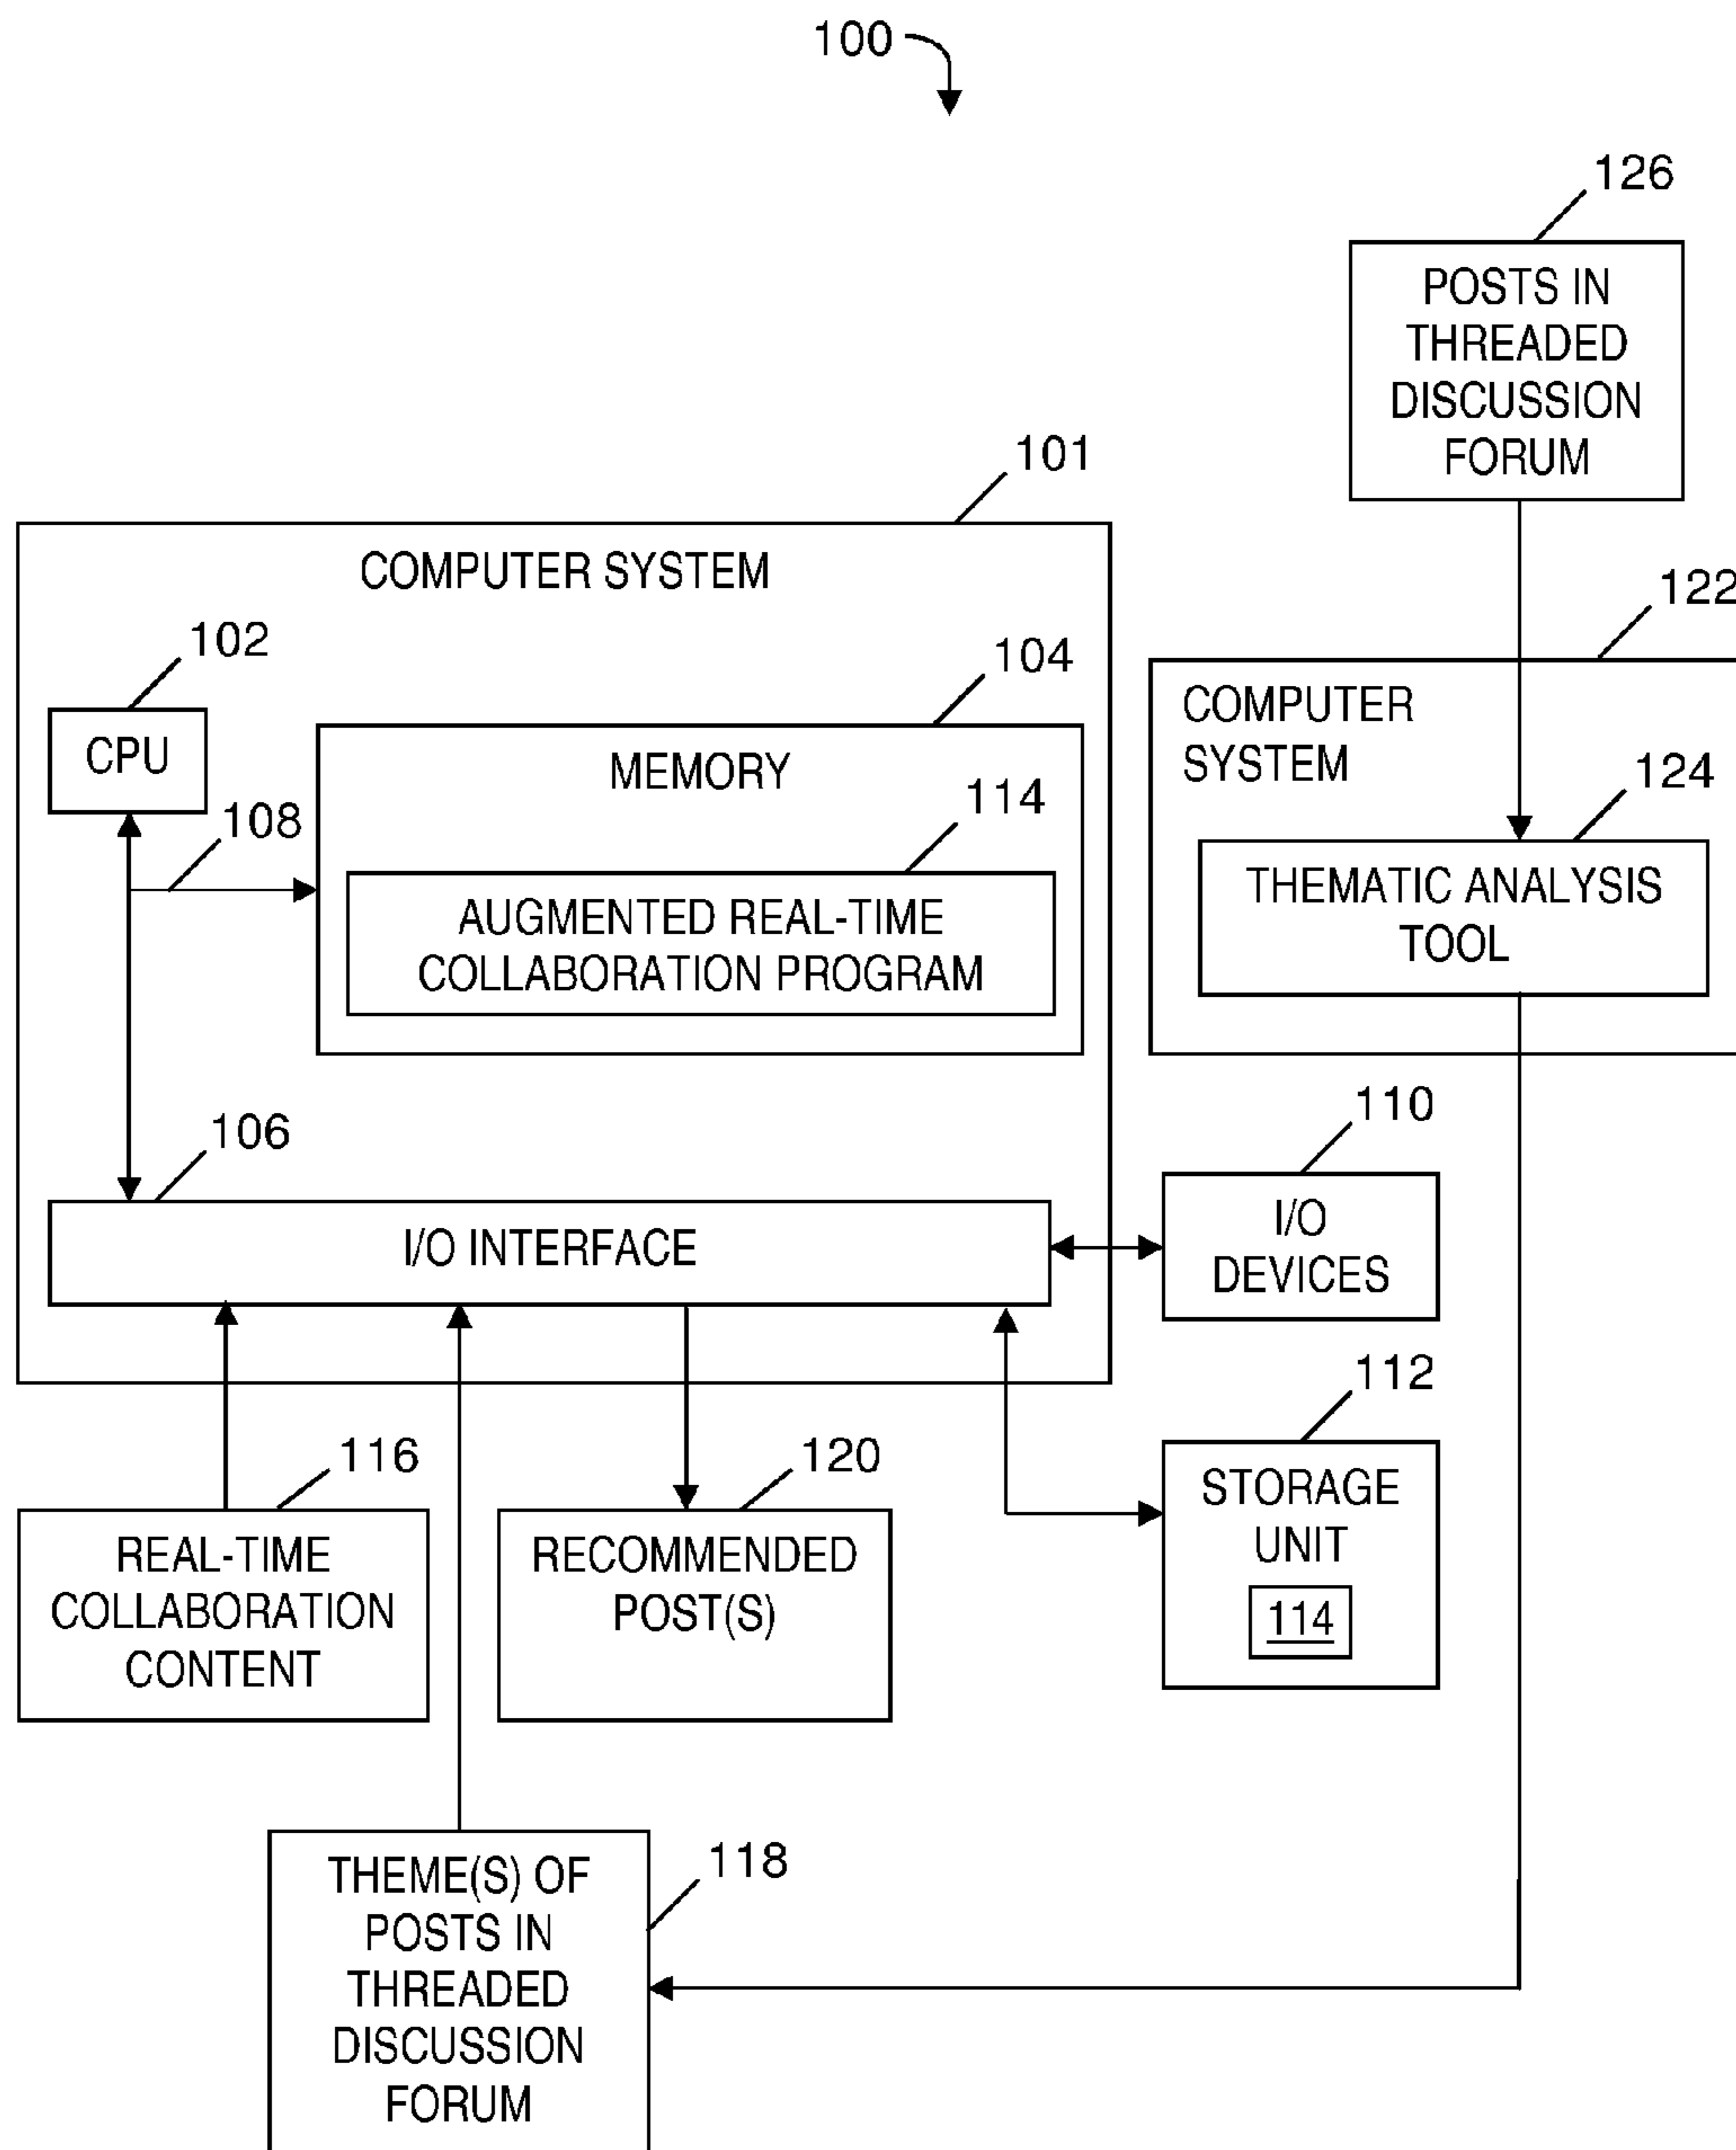 100
126
POSTS IN
THREADED
DISCUSSION
FORUM
101
COMPUTER SYSTEM
122
102
104
COMPUTER
SYSTEM
CPU
MEMORY
124
108
114
THEMATIC ANALYSIS
TOOL
AUGMENTED REAL-TIME
COLLABORATION PROGRAM
106
110
I/O INTERFACE
I/O
DEVICES
112
116
120
STORAGE
UNIT
114
REAL-TIME
COLLABORATION
CONTENT
RECOMMENDED
POST(S)
118
THEME(S) OF
POSTS IN
THREADED
DISCUSSION
FORUM